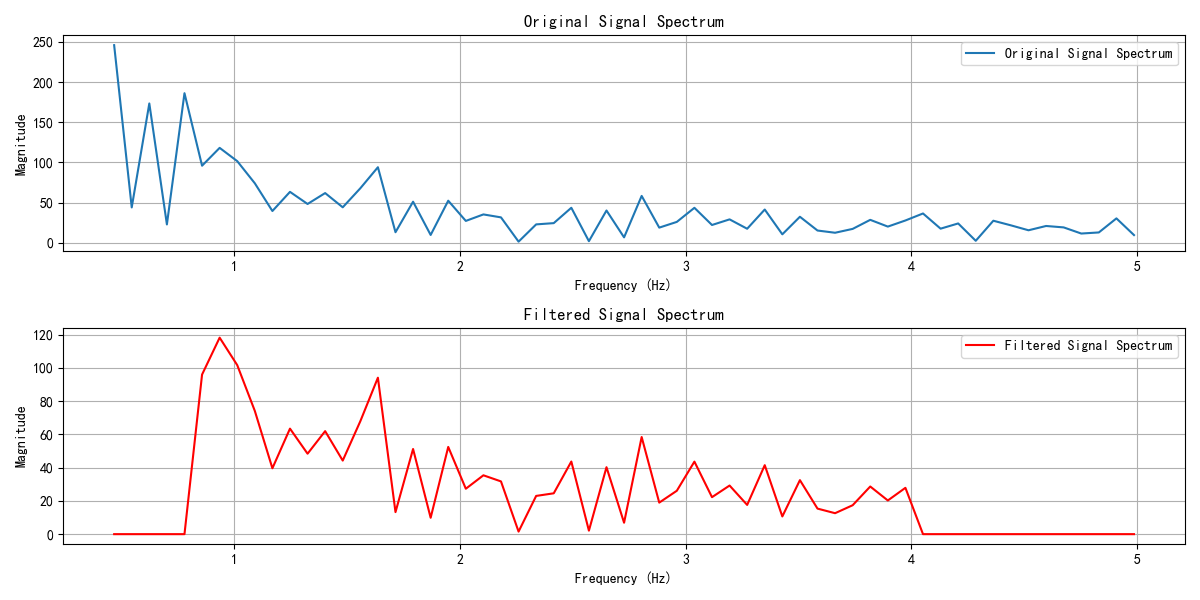 Original Signal Spectrum
250
200
150
100
50
0
Magnitude
Original Signal Spectrum
1 2 3 4 5
Frequency (Hz)
Filtered Signal Spectrum
120
100
80
60
40
20
0
Magnitude
Filtered Signal Spectrum
1 2 3 4 5
Frequency (Hz)